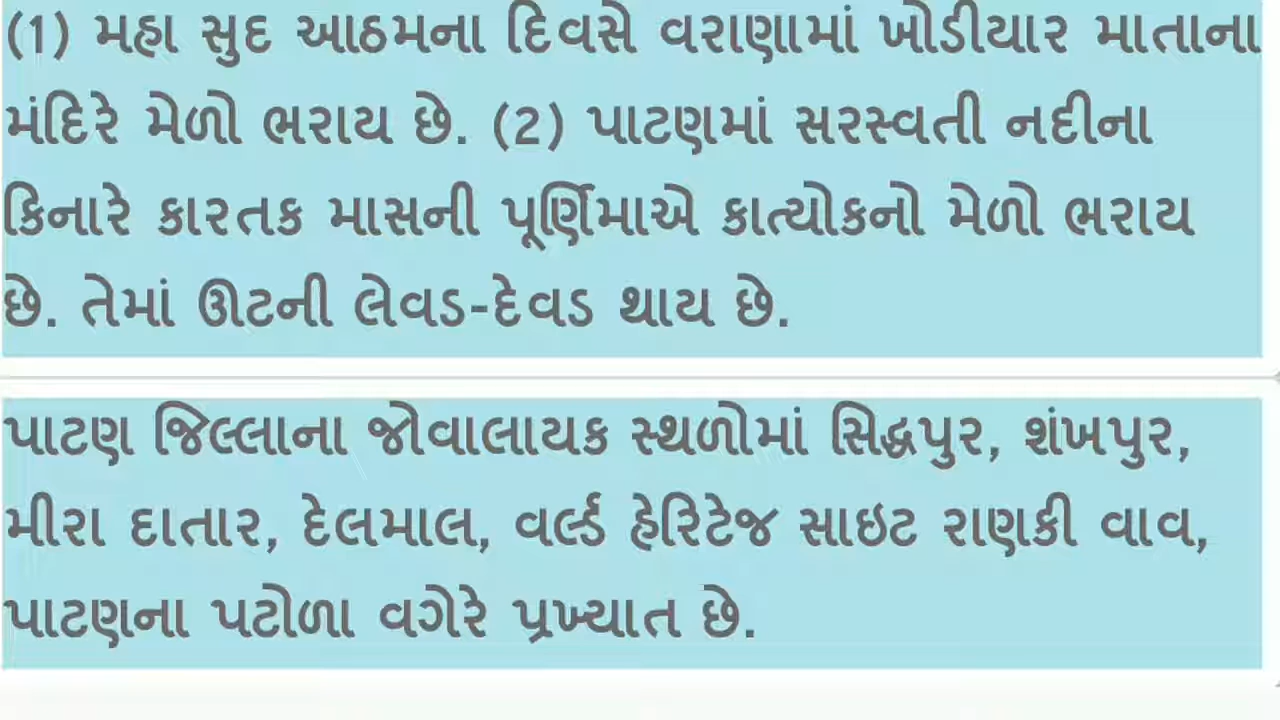 (1) મહા સુદ આઠમના દિવસે વરાણામાં ખોડીયાર માતાના
મંદિરે મેળો ભરાય છે. (2) પાટણમાં સરસ્વતી નદીના
કિનારે કારતક માસની પૂર્ણિમાએ કાત્યોકનો મેળો ભરાય
છે. તેમાં ઊટની લેવડ-દેવડ થાય છે.
પાટણ જિલ્લાના જોવાલાયક સ્થળોમાં સિદ્ધપુર, શંખપુર,
મીરા દાતાર, દેલમાલ, વર્લ્ડ હેરિટેજ સાઇટ રાણકી વાવ,
પાટણના પટોળા વગેરે પ્રખ્યાત છે.